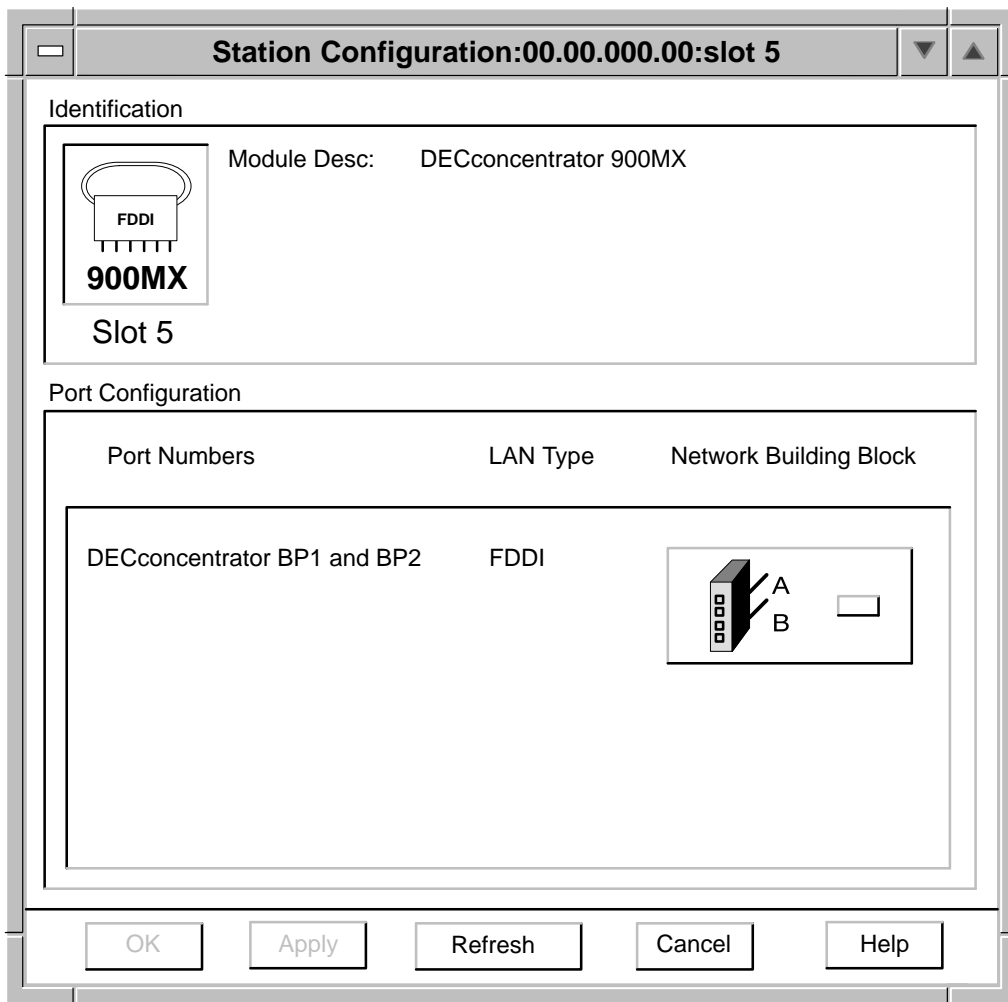 Station Configuration:00.00.000.00:slot 5
Identification
Module Desc: DECconcentrator 900MX
FDDI
900MX
Slot 5
Port Configuration
Port Numbers LAN Type Network Building Block
DECconcentrator BP1 and BP2 FDDI
A
B
OK Apply Refresh Cancel Help